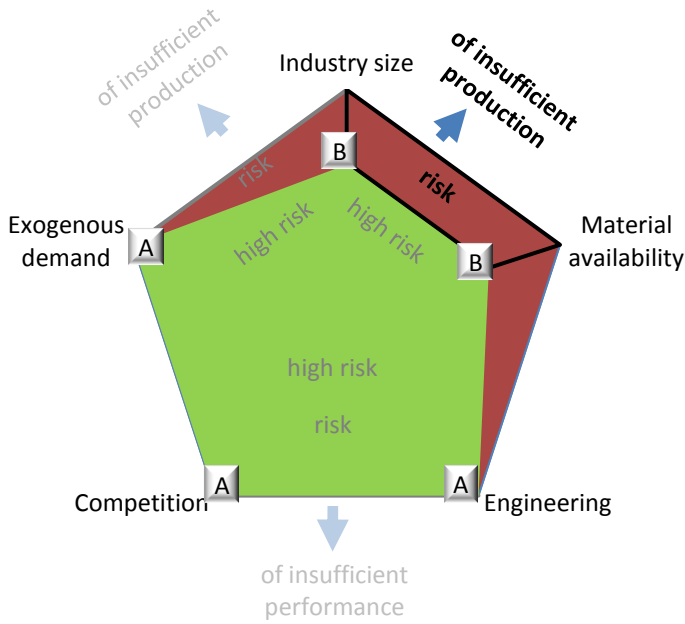 of insufficient
production
Industry size
of insufficient
production
risk
B
risk
Exogenous
demand
A
high risk
high risk
B
Material
availability
high risk
risk
Competition
A
A
Engineering
of insufficient
performance